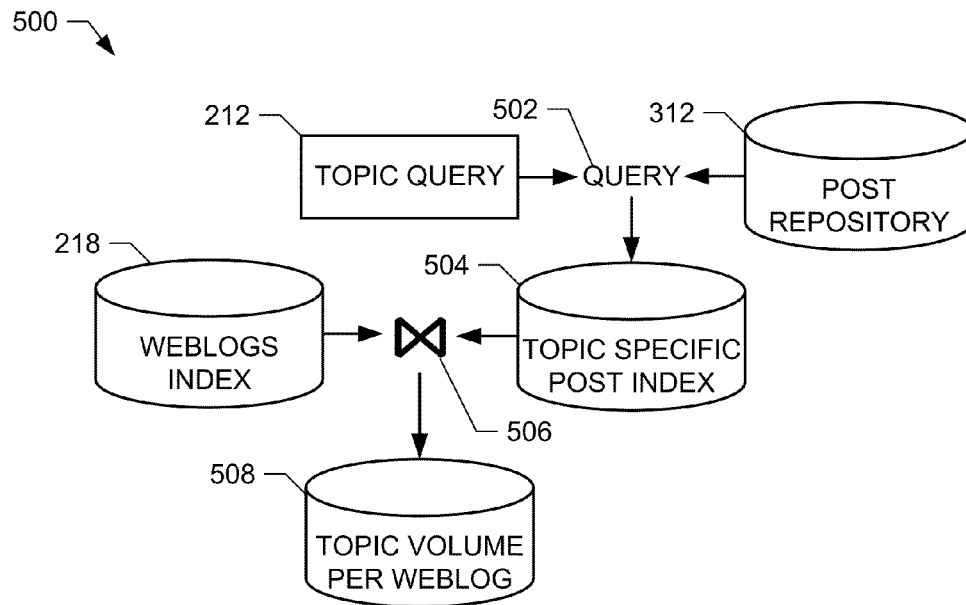 500
212
502
312
TOPIC QUERY
QUERY
POST
REPOSITORY
218
504
WEBLOGS
INDEX
TOPIC SPECIFIC
POST INDEX
506
508
TOPIC VOLUME
PER WEBLOG